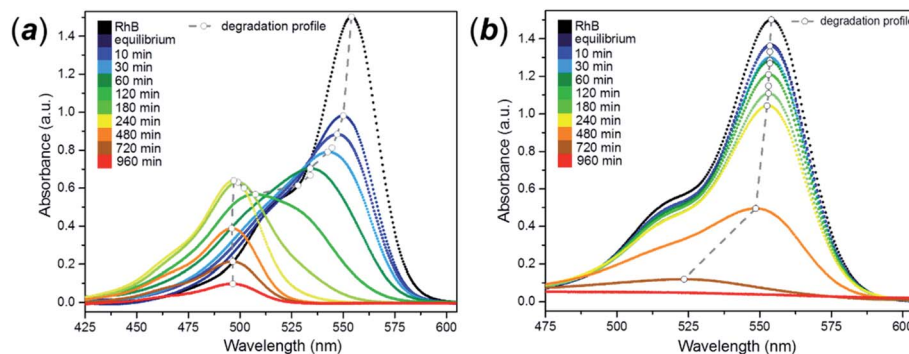 (a)
RhB
equilibrium
10 min
30 min
60 min
120 min
180 min
240 min
480 min
720 min
960 min
degradation profile
1.4
1.2
1.0
0.8
0.6
0.4
0.2
0.0
Absorbance (a.u.)
425 450 475 500 525 550 575 600
Wavelength (nm)
(b)
RhB
equilibrium
10 min
30 min
60 min
120 min
180 min
240 min
480 min
720 min
960 min
degradation profile
1.4
1.2
1.0
0.8
0.6
0.4
0.2
0.0
Absorbance (a.u.)
475 500 525 550 575 600
Wavelength (nm)